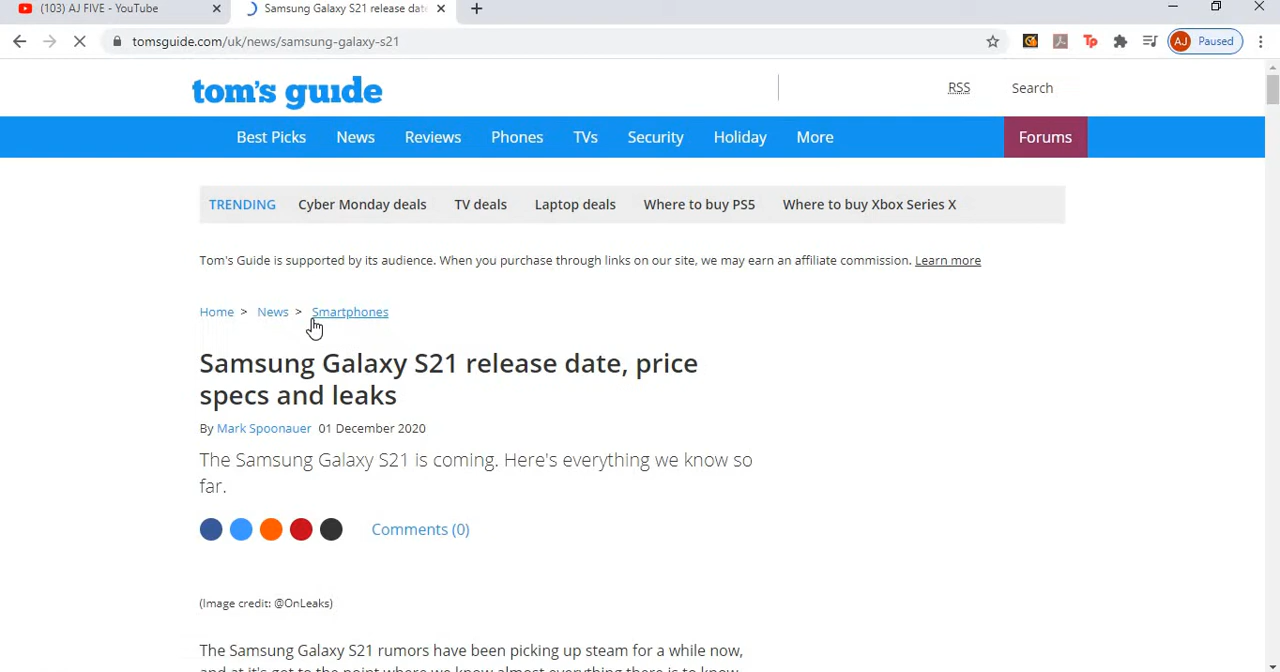 (103) AJ FIVE - YouTube
Samsung Galaxy S21 release dat
tomsguide.com/uk/news/samsung-galaxy-s21
Tp
AJ Paused
tom's guide
RSS Search
Best Picks News Reviews Phones TVs Security Holiday More Forums
TRENDING Cyber Monday deals TV deals Laptop deals Where to buy PS5 Where to buy Xbox Series X
Tom's Guide is supported by its audience. When you purchase through links on our site, we may earn an affiliate commission. Learn more
Home > News > Smartphones
Samsung Galaxy S21 release date, price
specs and leaks
By Mark Spoonauer 01 December 2020
The Samsung Galaxy S21 is coming. Here's everything we know so
far.
Comments (0)
(Image credit: @OnLeaks)
The Samsung Galaxy S21 rumors have been picking up steam for a while now,
and at it's got to the point where we know almost everything there is to know